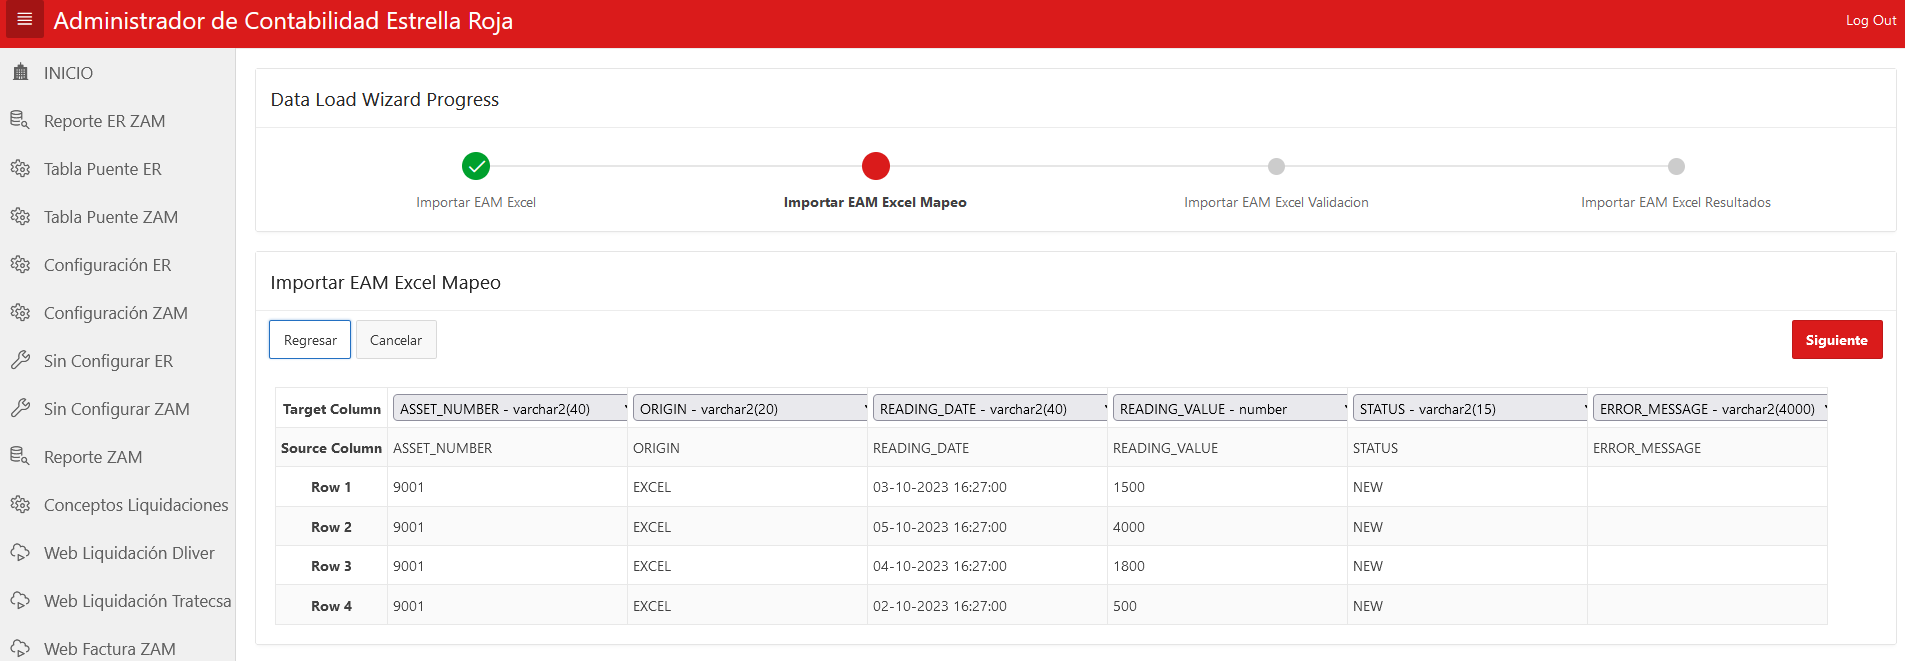 Administrador de Contabilidad Estrella Roja
Log Out
INICIO
Reporte ER ZAM
Tabla Puente ER
Tabla Puente ZAM
Configuración ER
Configuración ZAM
Sin Configurar ER
Sin Configurar ZAM
Reporte ZAM
Conceptos Liquidaciones
Web Liquidación Dliver
Web Liquidación Tratecsa
Web Factura ZAM
Data Load Wizard Progress
Importar EAM Excel
Importar EAM Excel Mapeo
Importar EAM Excel Validacion
Importar EAM Excel Resultados
Importar EAM Excel Mapeo
Regresar
Cancelar
Siguiente
Target Column ASSET_NUMBER - varchar2(40) ORIGIN - varchar2(20) READING_DATE - varchar2(40) READING_VALUE - number STATUS - varchar2(15) ERROR_MESSAGE - varchar2(4000)
Source Column ASSET_NUMBER ORIGIN READING_DATE READING_VALUE STATUS ERROR_MESSAGE
Row 1 9001 EXCEL 03-10-2023 16:27:00 1500 NEW
Row 2 9001 EXCEL 05-10-2023 16:27:00 4000 NEW
Row 3 9001 EXCEL 04-10-2023 16:27:00 1800 NEW
Row 4 9001 EXCEL 02-10-2023 16:27:00 500 NEW